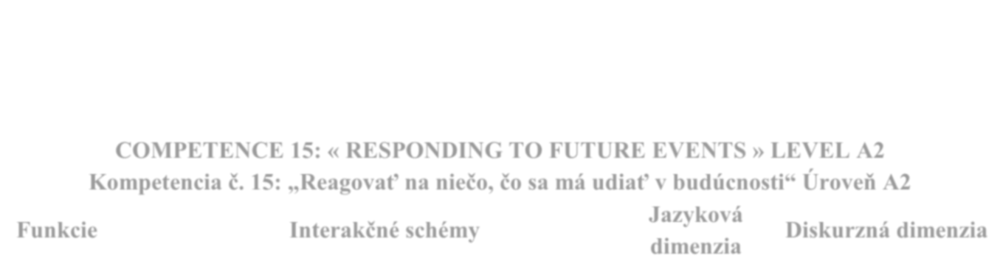 COMPETENCE 15: « RESPONDING TO FUTURE EVENTS » LEVEL A2
Kompetencia č. 15: „Reagovať na niečo, čo sa má udiať v budúcnosti“ Úroveň A2
Funkcie
Interakčné schémy
Jazyková
dimenzia
Diskurzná dimenzia